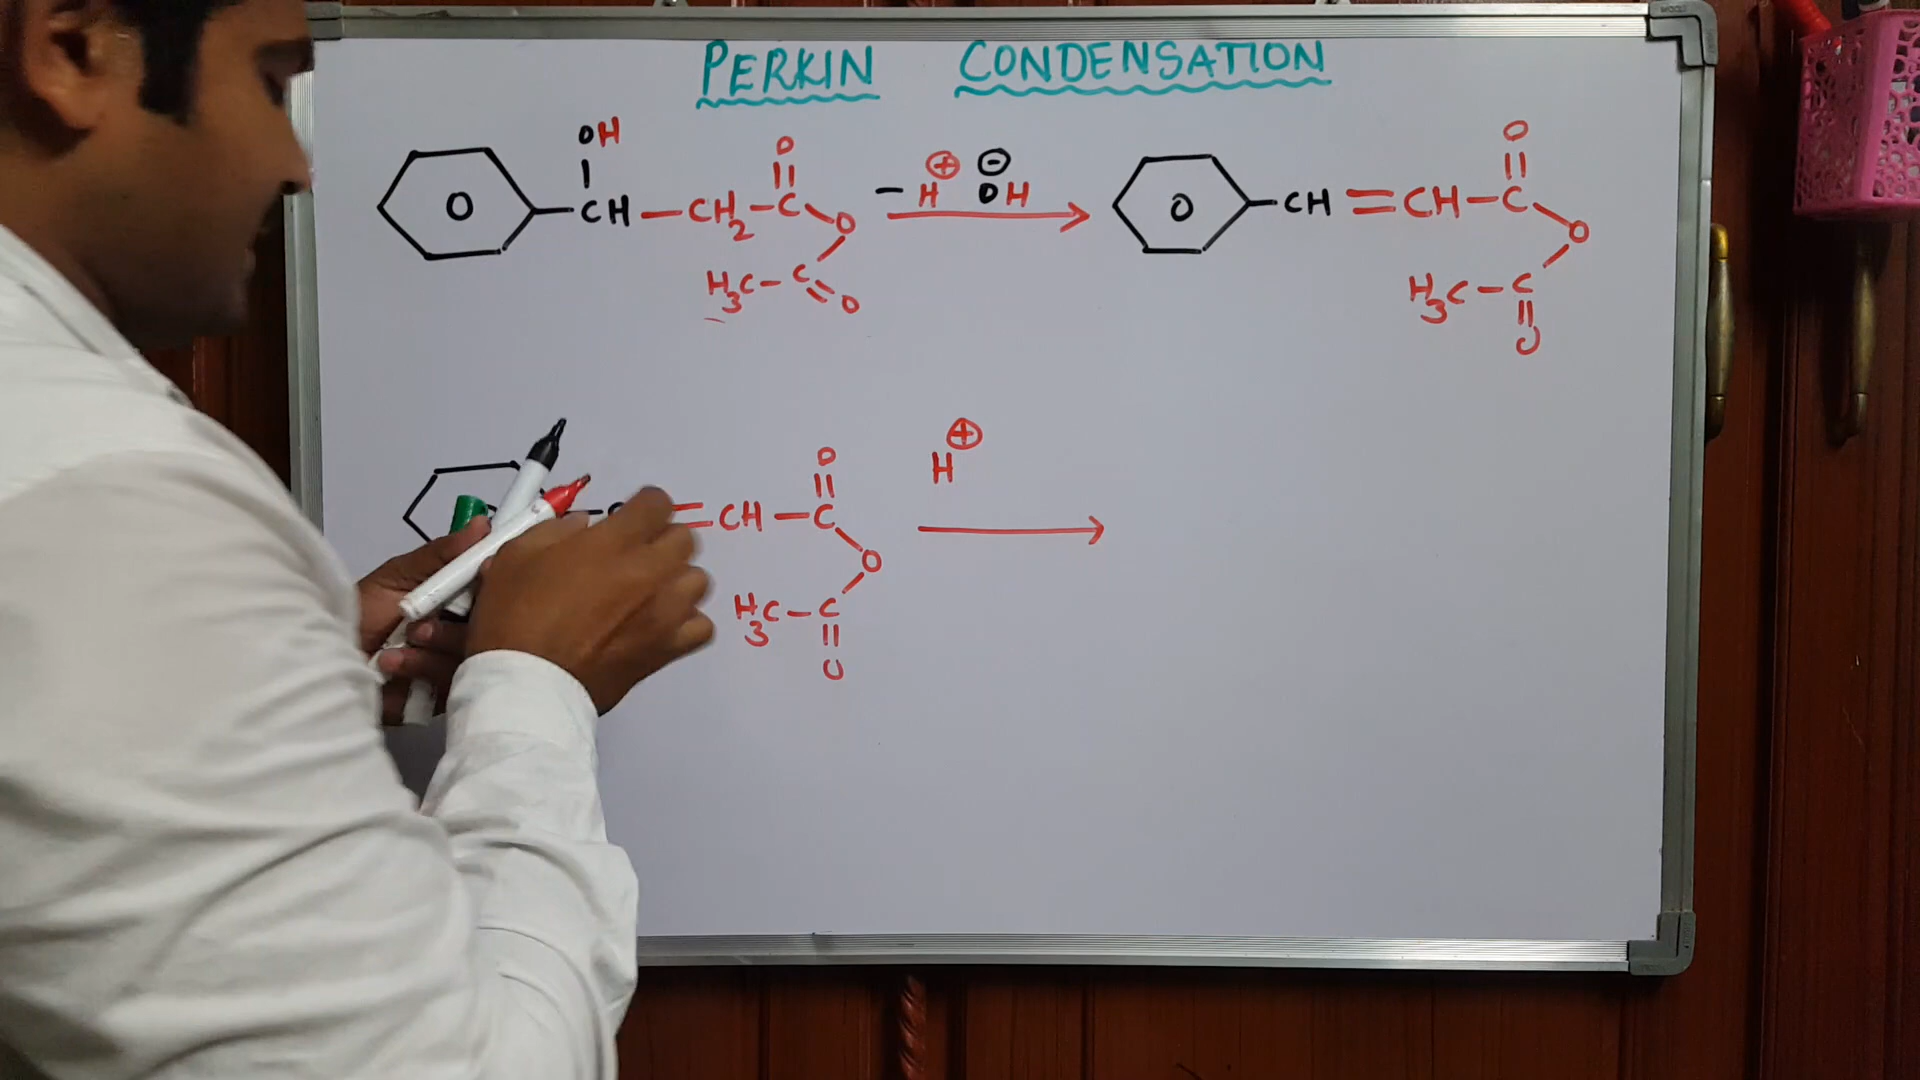 PERKIN CONDENSATION
OH
O
CH — CH2 — C
O
O
H3C — C = O
− H⊕ ⊖OH
O
CH = CH — C
O
O
H3C — C
O
O
= CH — C
O
H3C — C
O
H⊕